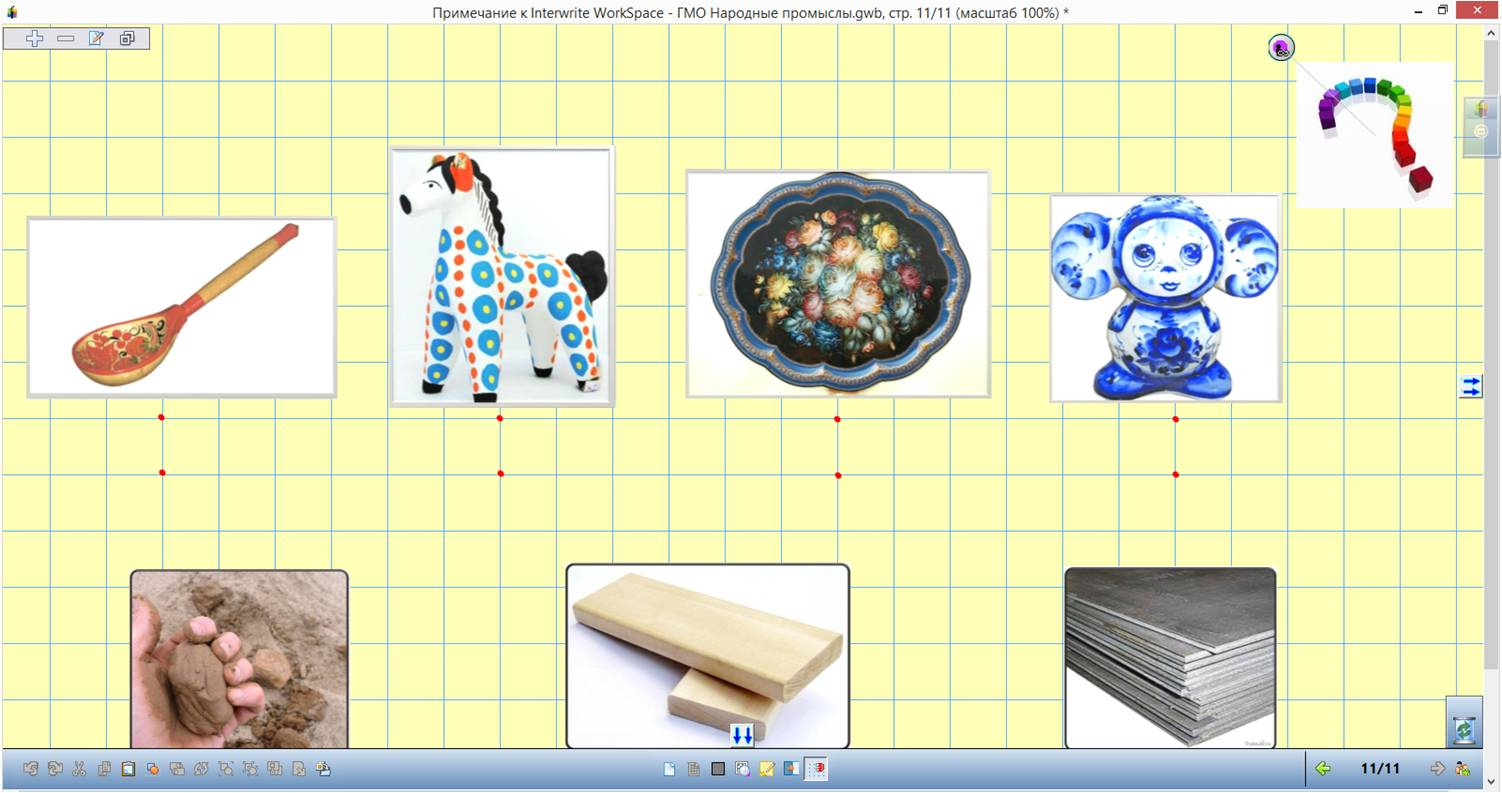 Примечание к Interwrite WorkSpace - ГМО Народные промыслы.gwb, стр. 11/11 (масштаб 100%) *
11/11